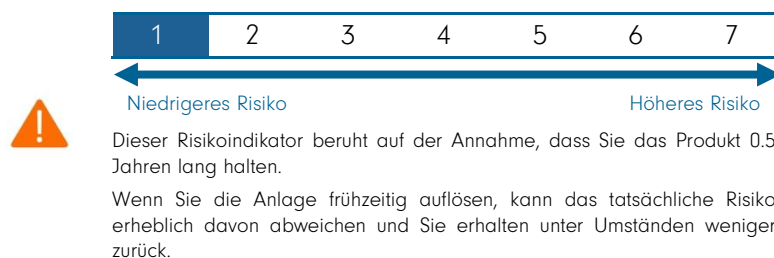 1 2 3 4 5 6 7
Niedrigeres Risiko Höheres Risiko
Dieser Risikoindikator beruht auf der Annahme, dass Sie das Produkt 0.5
Jahren lang halten.
Wenn Sie die Anlage frühzeitig auflösen, kann das tatsächliche Risiko
erheblich davon abweichen und Sie erhalten unter Umständen weniger
zurück.